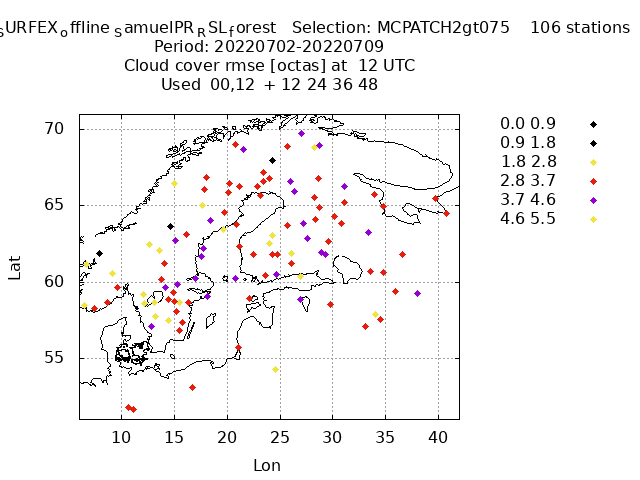 SURFEX_offline_SamuelPR_RSL_forest Selection: MCPATCH2gt075 106 stations
Period: 20220702-20220709
Cloud cover rmse [octas] at 12 UTC
Used 00,12 + 12 24 36 48
0.0 0.9
0.9 1.8
1.8 2.8
2.8 3.7
3.7 4.6
4.6 5.5
70
65
60
55
Lat
10 15 20 25 30 35 40
Lon